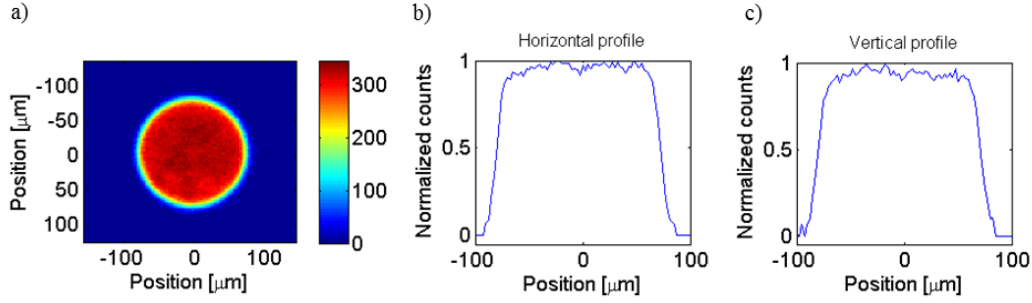 a)
b)
c)
Horizontal profile
Vertical profile
Position [μm]
-100
-50
0
50
100
-100
0
100
Position [μm]
300
200
100
0
Normalized counts
1
0.5
0
-100
0
100
Position [μm]
Normalized counts
1
0.5
0
-100
0
100
Position [μm]